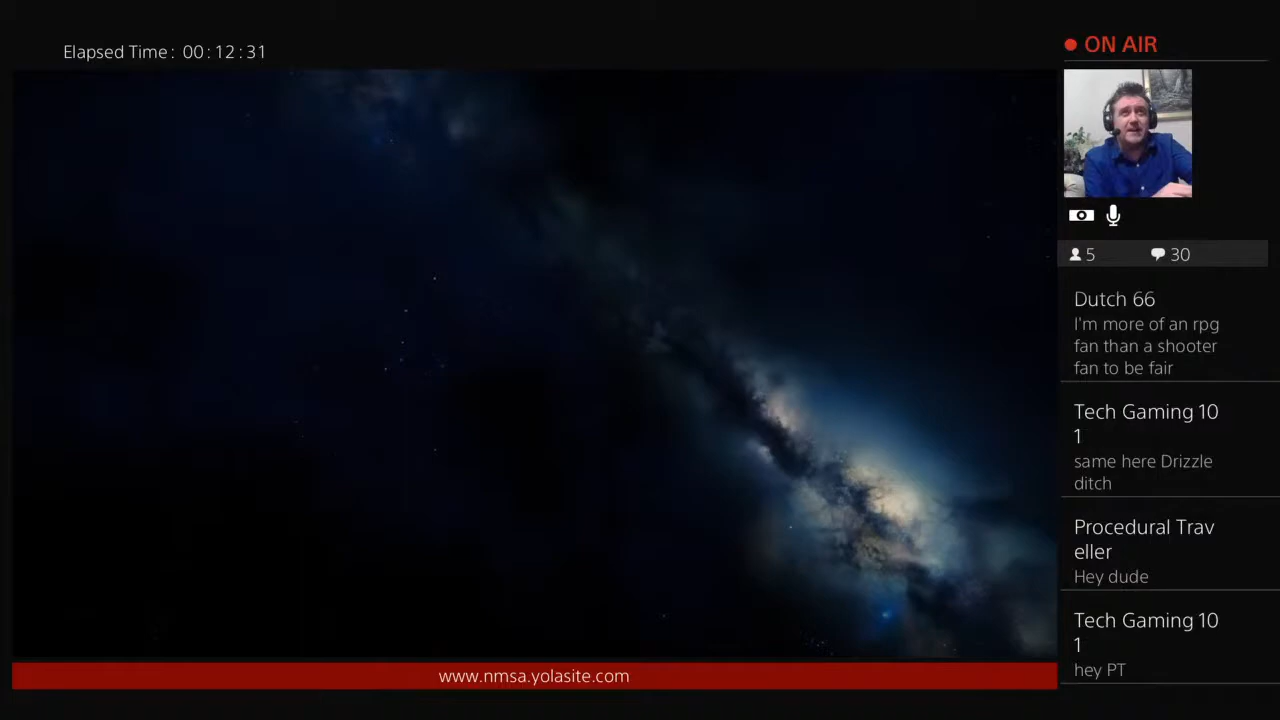 Elapsed Time: 00:12:31
ON AIR
5 30
Dutch 66
I'm more of an rpg
fan than a shooter
fan to be fair
Tech Gaming 10
1
same here Drizzle
ditch
Procedural Trav
eller
Hey dude
Tech Gaming 10
1
hey PT
www.nmsa.yolasite.com